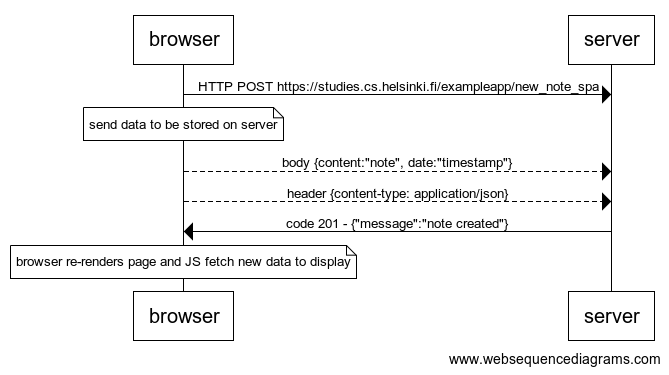 browser
server
HTTP POST https://studies.cs.helsinki.fi/exampleapp/new_note_spa
send data to be stored on server
body {content:"note", date:"timestamp"}
header {content-type: application/json}
code 201 - {"message":"note created"}
browser re-renders page and JS fetch new data to display
browser
server
www.websequencediagrams.com